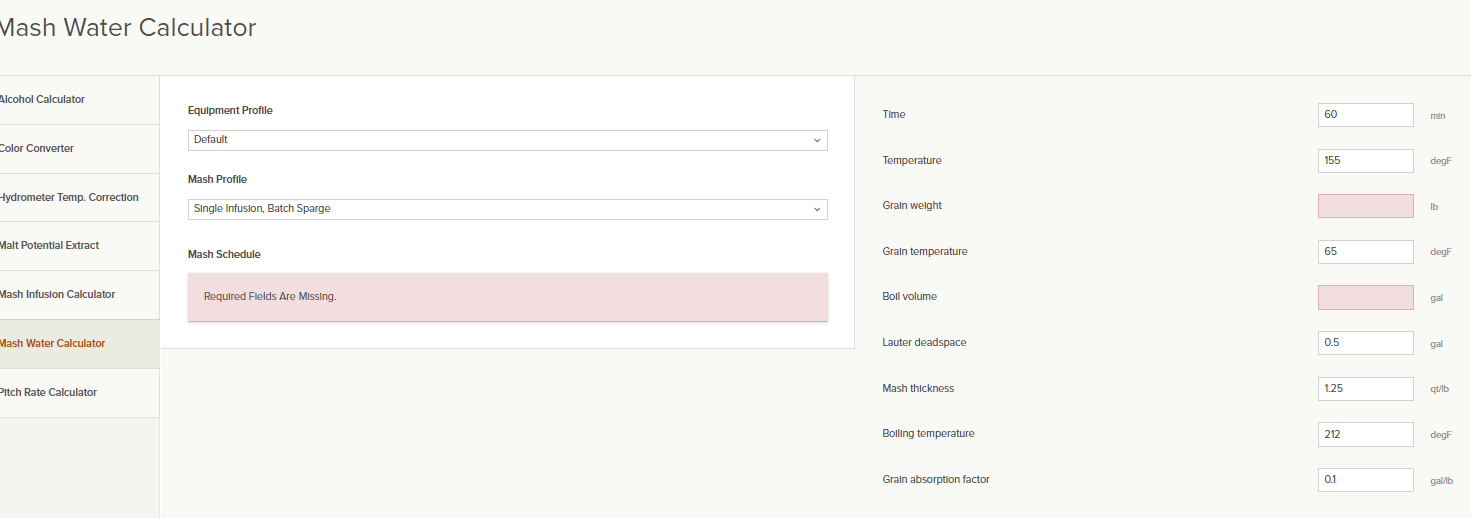 Mash Water Calculator
Alcohol Calculator
Color Converter
Hydrometer Temp. Correction
Malt Potential Extract
Mash Infusion Calculator
Mash Water Calculator
Pitch Rate Calculator
Equipment Profile
Default
Mash Profile
Single Infusion, Batch Sparge
Mash Schedule
Required Fields Are Missing.
Time 60 min
Temperature 155 degF
Grain weight lb
Grain temperature 65 degF
Boil volume gal
Lauter deadspace 0.5 gal
Mash thickness 1.25 qt/lb
Boiling temperature 212 degF
Grain absorption factor 0.1 gal/lb